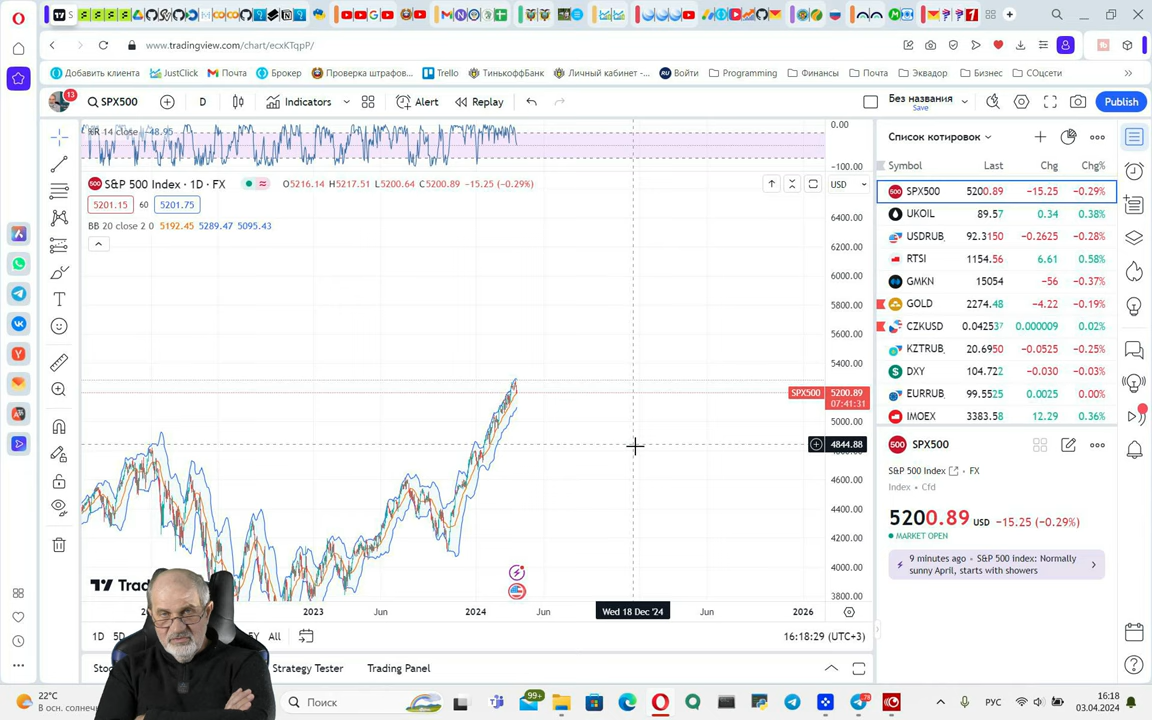 www.tradingview.com/chart/ecxKTqpP/
Добавить клиента
JustClick
Почта
Брокер
Проверка штрафов...
Trello
ТинькоффБанк
Личный кабинет -...
Войти
Programming
Финансы
Почта
Эквадор
Бизнес
СОцсети
13
SPX500
D
Indicators
Alert
Replay
Без названия
Save
Publish
%R 14 close -48.95
0.00
-100.00
S&P 500 Index · 1D · FX
O5216.14 H5217.51 L5200.64 C5200.89 −15.25 (−0.29%)
USD
5201.15
60
5201.75
BB 20 close 2 0 5192.45 5289.47 5095.43
6400.00
6200.00
6000.00
5800.00
5600.00
5400.00
SPX500
5200.89
07:41:31
5000.00
4844.88
4600.00
4400.00
4200.00
4000.00
3800.00
2023
Jun
2024
Jun
Wed 18 Dec '24
Jun
2026
1D
All
16:18:29 (UTC+3)
Strategy Tester
Trading Panel
Список котировок
Symbol Last Chg Chg%
SPX500 5200.89 −15.25 −0.29%
UKOIL 89.57 0.34 0.38%
USDRUB 92.3150 −0.2625 −0.28%
RTSI 1154.56 6.61 0.58%
GMKN 15054 −56 −0.37%
GOLD 2274.48 −4.22 −0.19%
CZKUSD 0.04253⁷ 0.000009 0.02%
KZTRUB 20.6950 −0.0525 −0.25%
DXY 104.722 −0.030 −0.03%
EURRUB 99.5525 0.0025 0.00%
IMOEX 3383.58 12.29 0.36%
SPX500
S&P 500 Index · FX
Index · Cfd
5200.89 USD −15.25 (−0.29%)
MARKET OPEN
9 minutes ago · S&P 500 index: Normally
sunny April, starts with showers
22°C
В осн. солнечно
Поиск
99+
РУС
16:18
03.04.2024